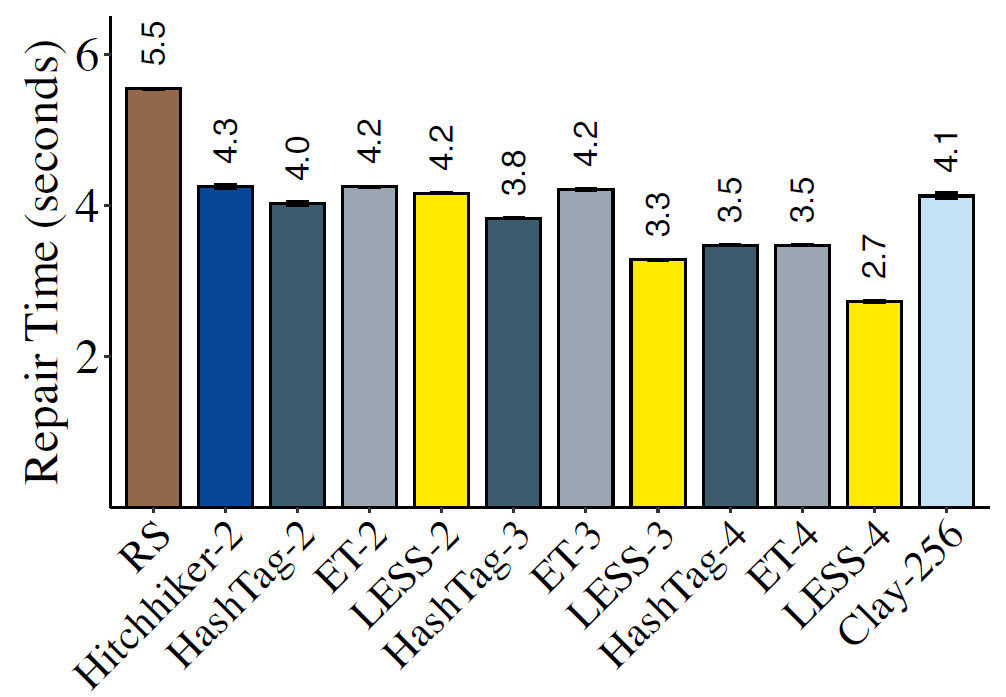 Repair Time (seconds)
6
4
2
5.5
4.3
4.0
4.2
4.2
3.8
4.2
3.3
3.5
3.5
2.7
4.1
RS
Hitchhiker-2
HashTag-2
ET-2
LESS-2
HashTag-3
ET-3
LESS-3
HashTag-4
ET-4
LESS-4
Clay-256